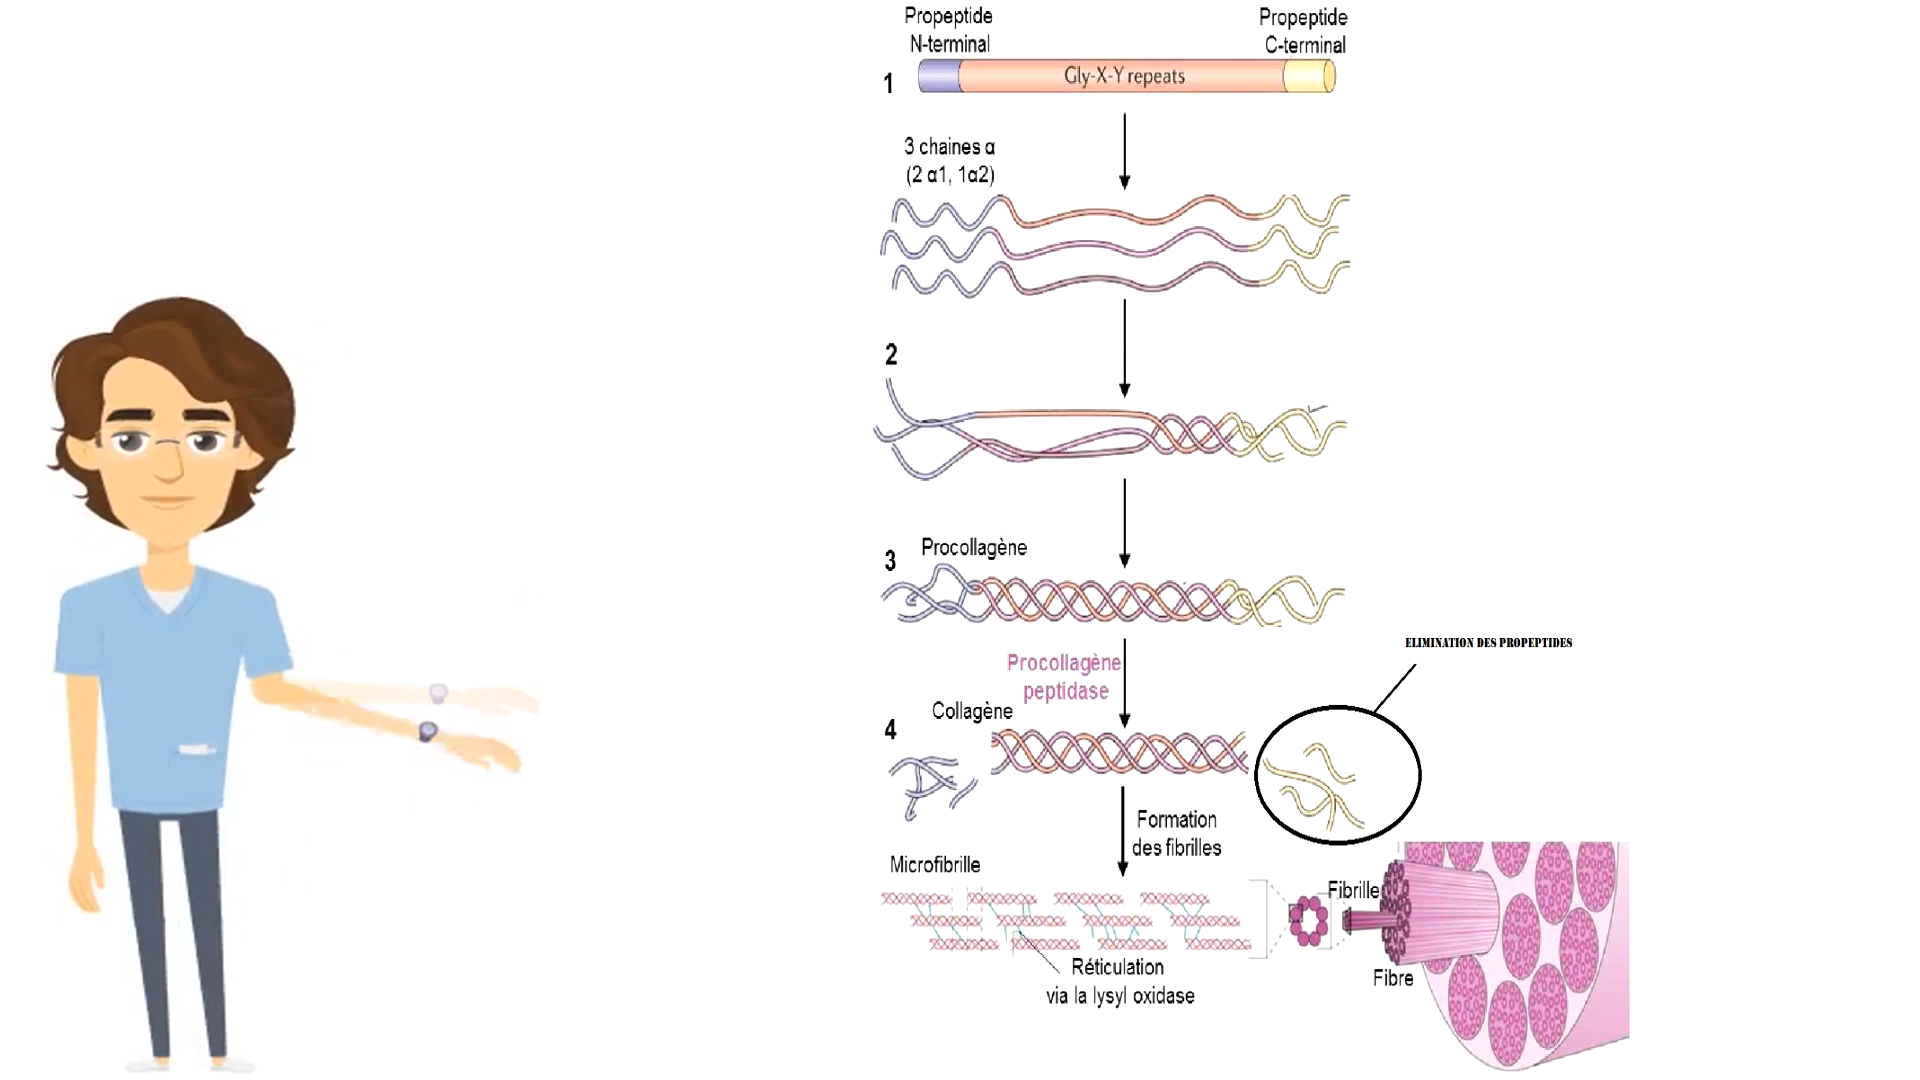 Propeptide
N-terminal
Propeptide
C-terminal
1
Gly-X-Y repeats
3 chaines α
(2 α1, 1α2)
2
3
Procollagène
ELIMINATION DES PROPEPTIDES
Procollagène
peptidase
Collagène
4
Formation
des fibrilles
Microfibrille
Fibrille
Réticulation
via la lysyl oxidase
Fibre